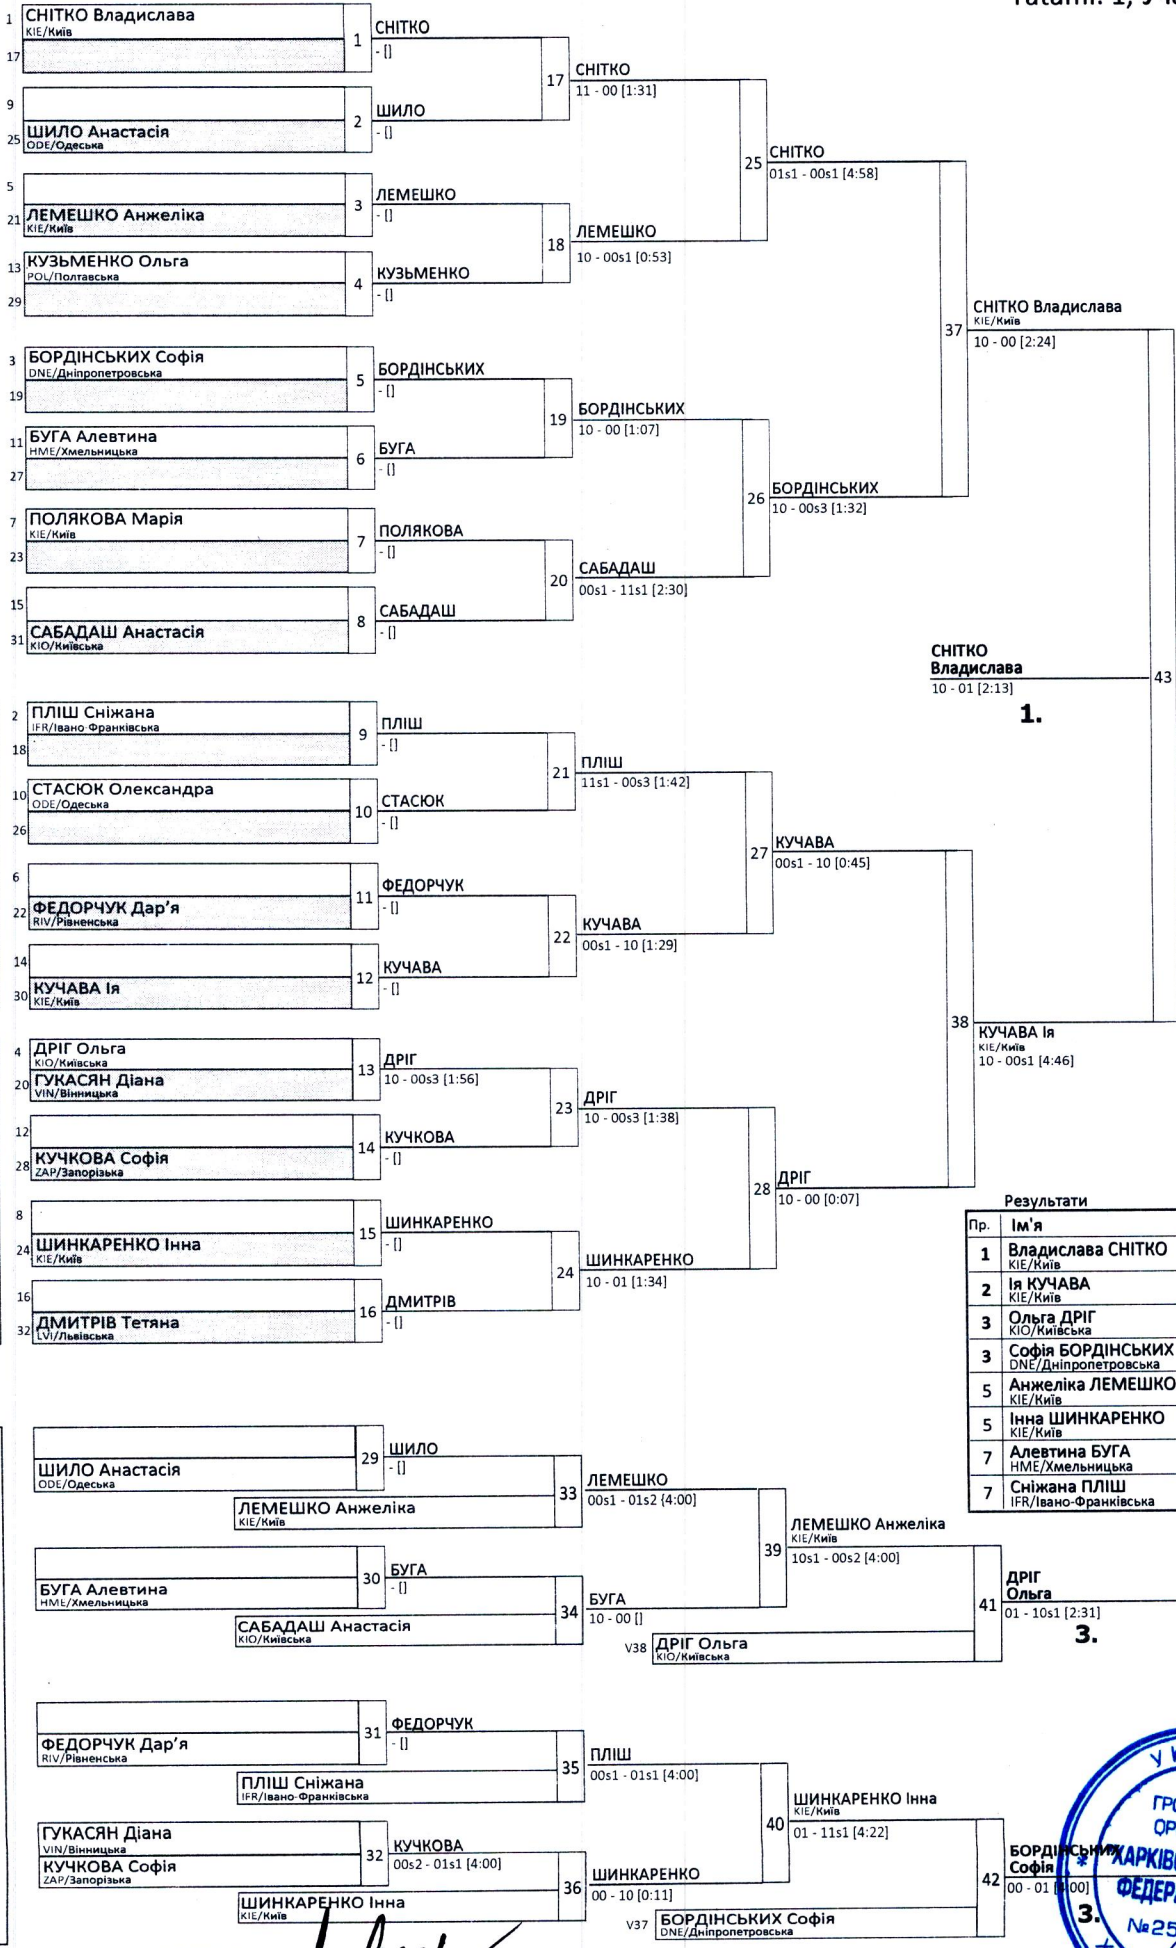 1 СНІТКО Владислава
KIE/Київ
17
1 СНІТКО
- []
9
25 ШИЛО Анастасія
ODE/Одеська
2 ШИЛО
- []
17 СНІТКО
11 - 00 [1:31]
5
21 ЛЕМЕШКО Анжеліка
KIE/Київ
3 ЛЕМЕШКО
- []
13 КУЗЬМЕНКО Ольга
POL/Полтавська
29
4 КУЗЬМЕНКО
- []
18 ЛЕМЕШКО
10 - 00s1 [0:53]
25 СНІТКО
01s1 - 00s1 [4:58]
3 БОРДІНСЬКИХ Софія
DNE/Дніпропетровська
19
5 БОРДІНСЬКИХ
- []
11 БУГА Алевтина
HME/Хмельницька
27
6 БУГА
- []
19 БОРДІНСЬКИХ
10 - 00 [1:07]
7 ПОЛЯКОВА Марія
KIE/Київ
23
7 ПОЛЯКОВА
- []
15
31 САБАДАШ Анастасія
KIO/Київська
8 САБАДАШ
- []
20 САБАДАШ
00s1 - 11s1 [2:30]
26 БОРДІНСЬКИХ
10 - 00s3 [1:32]
37 СНІТКО Владислава
KIE/Київ
10 - 00 [2:24]
СНІТКО
Владислава
10 - 01 [2:13]
1.
43
2 ПЛІШ Сніжана
IFR/Івано-Франківська
18
9 ПЛІШ
- []
10 СТАСЮК Олександра
ODE/Одеська
26
10 СТАСЮК
- []
21 ПЛІШ
11s1 - 00s3 [1:42]
6
22 ФЕДОРЧУК Дар'я
RIV/Рівненська
11 ФЕДОРЧУК
- []
14
30 КУЧАВА Ія
KIE/Київ
12 КУЧАВА
- []
22 КУЧАВА
00s1 - 10 [1:29]
27 КУЧАВА
00s1 - 10 [0:45]
4 ДРІГ Ольга
KIO/Київська
20 ГУКАСЯН Діана
VIN/Вінницька
13 ДРІГ
10 - 00s3 [1:56]
12
28 КУЧКОВА Софія
ZAP/Запорізька
14 КУЧКОВА
- []
23 ДРІГ
10 - 00s3 [1:38]
8
24 ШИНКАРЕНКО Інна
KIE/Київ
15 ШИНКАРЕНКО
- []
16
32 ДМИТРІВ Тетяна
LVI/Львівська
16 ДМИТРІВ
- []
24 ШИНКАРЕНКО
10 - 01 [1:34]
28 ДРІГ
10 - 00 [0:07]
38 КУЧАВА Ія
KIE/Київ
10 - 00s1 [4:46]
Результати
Пр. Ім'я
1 Владислава СНІТКО
KIE/Київ
2 Ія КУЧАВА
KIE/Київ
3 Ольга ДРІГ
KIO/Київська
3 Софія БОРДІНСЬКИХ
DNE/Дніпропетровська
5 Анжеліка ЛЕМЕШКО
KIE/Київ
5 Інна ШИНКАРЕНКО
KIE/Київ
7 Алевтина БУГА
HME/Хмельницька
7 Сніжана ПЛІШ
IFR/Івано-Франківська
ШИЛО Анастасія
ODE/Одеська
29 ШИЛО
- []
ЛЕМЕШКО Анжеліка
KIE/Київ
33 ЛЕМЕШКО
00s1 - 01s2 [4:00]
БУГА Алевтина
HME/Хмельницька
30 БУГА
- []
САБАДАШ Анастасія
KIO/Київська
34 БУГА
10 - 00 []
39 ЛЕМЕШКО Анжеліка
KIE/Київ
10s1 - 00s2 [4:00]
V38 ДРІГ Ольга
KIO/Київська
41 ДРІГ
Ольга
01 - 10s1 [2:31]
3.
ФЕДОРЧУК Дар'я
RIV/Рівненська
31 ФЕДОРЧУК
- []
ПЛІШ Сніжана
IFR/Івано-Франківська
35 ПЛІШ
00s1 - 01s1 [4:00]
ГУКАСЯН Діана
VIN/Вінницька
КУЧКОВА Софія
ZAP/Запорізька
32 КУЧКОВА
00s2 - 01s1 [4:00]
ШИНКАРЕНКО Інна
KIE/Київ
36 ШИНКАРЕНКО
00 - 10 [0:11]
40 ШИНКАРЕНКО Інна
KIE/Київ
01 - 11s1 [4:22]
V37 БОРДІНСЬКИХ Софія
DNE/Дніпропетровська
42 БОРДІНСЬКИХ
Софія
00 - 01 [4:00]
3.
№25